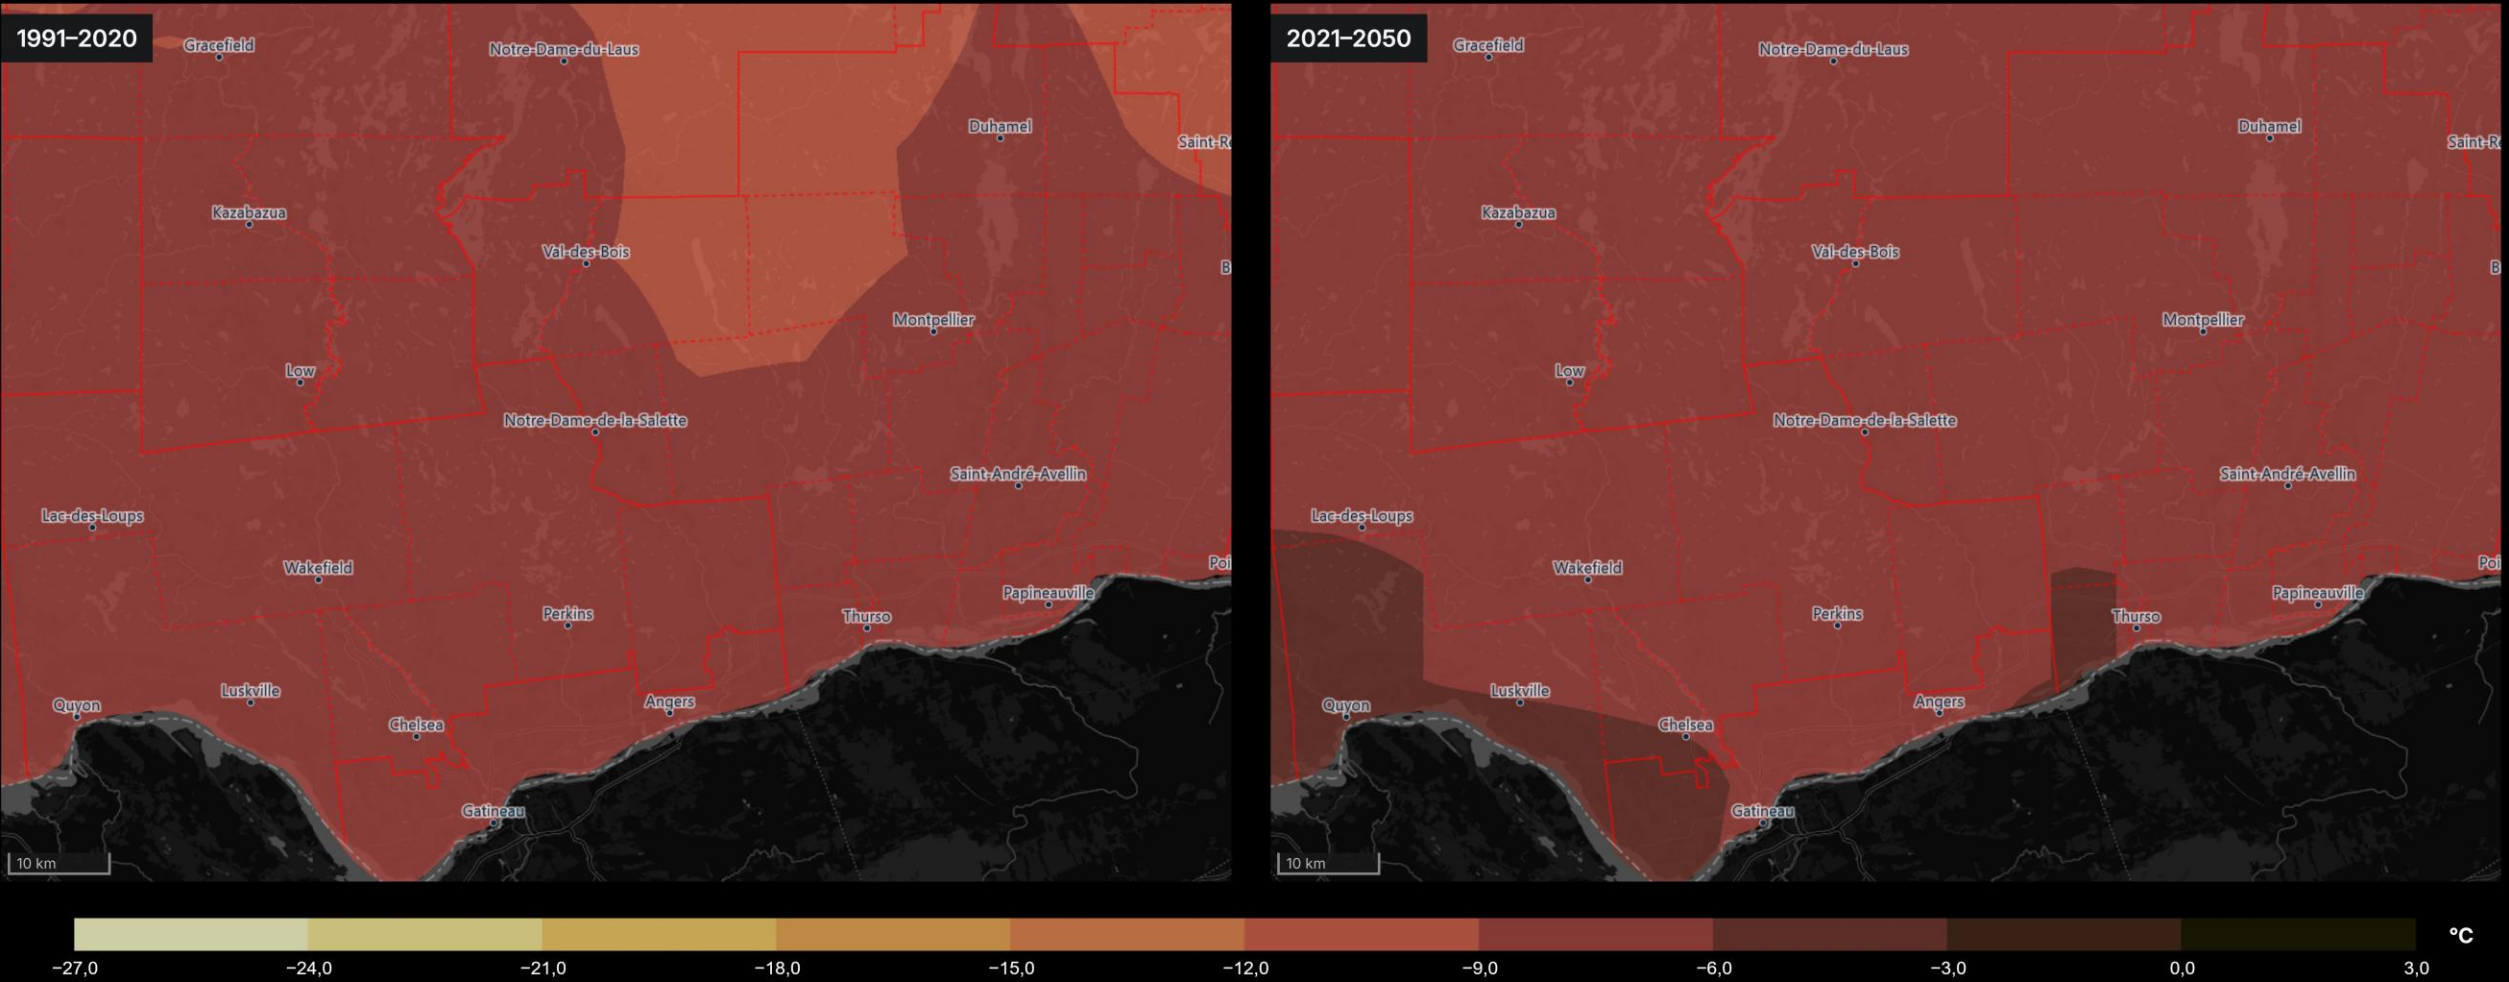 1991–2020
Gracefield
Notre-Dame-du-Laus
Duhamel
Saint-R
Kazabazua
Val-des-Bois
B
Montpellier
Low
Notre-Dame-de-la-Salette
Saint-André-Avellin
Lac-des-Loups
Wakefield
Poi
Papineauville
Perkins
Thurso
Luskville
Quyon
Angers
Chelsea
Gatineau
10 km
2021–2050
Gracefield
Notre-Dame-du-Laus
Duhamel
Saint-R
Kazabazua
Val-des-Bois
B
Montpellier
Low
Notre-Dame-de-la-Salette
Saint-André-Avellin
Lac-des-Loups
Wakefield
Poi
Papineauville
Perkins
Thurso
Luskville
Quyon
Angers
Chelsea
Gatineau
10 km
°C
−27,0 −24,0 −21,0 −18,0 −15,0 −12,0 −9,0 −6,0 −3,0 0,0 3,0